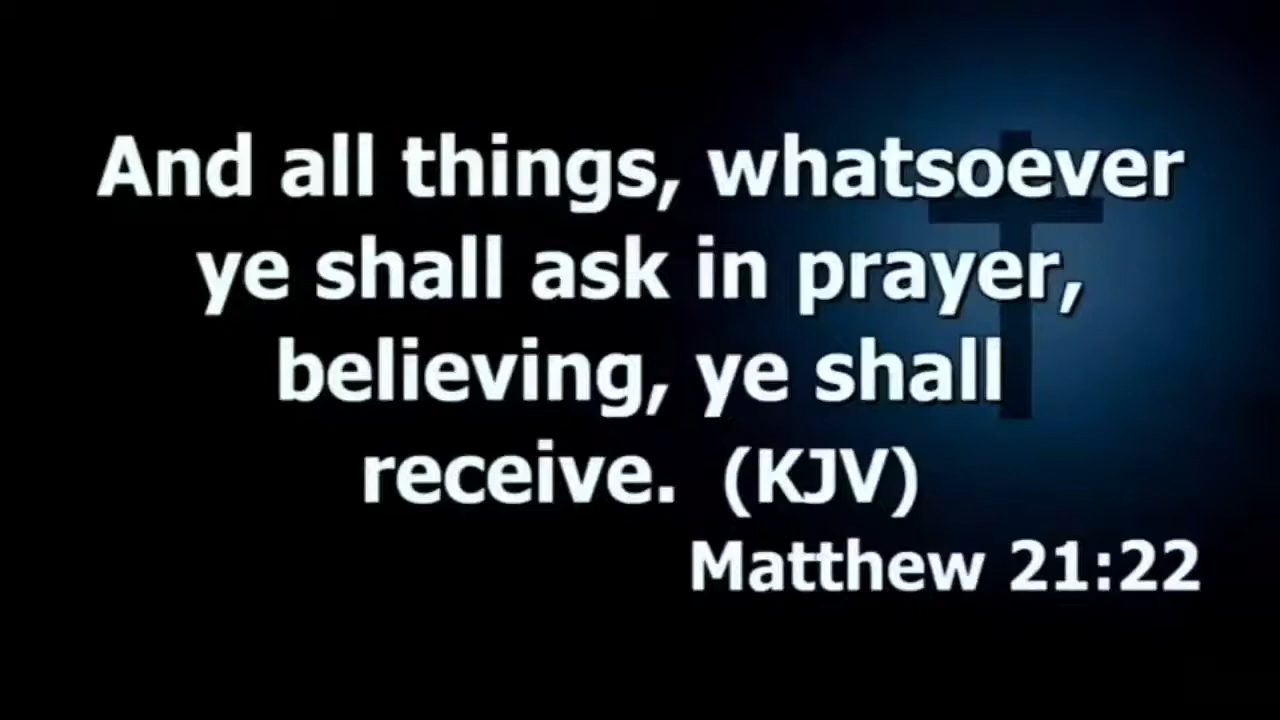 And all things, whatsoever
ye shall ask in prayer,
believing, ye shall
receive. (KJV)
Matthew 21:22